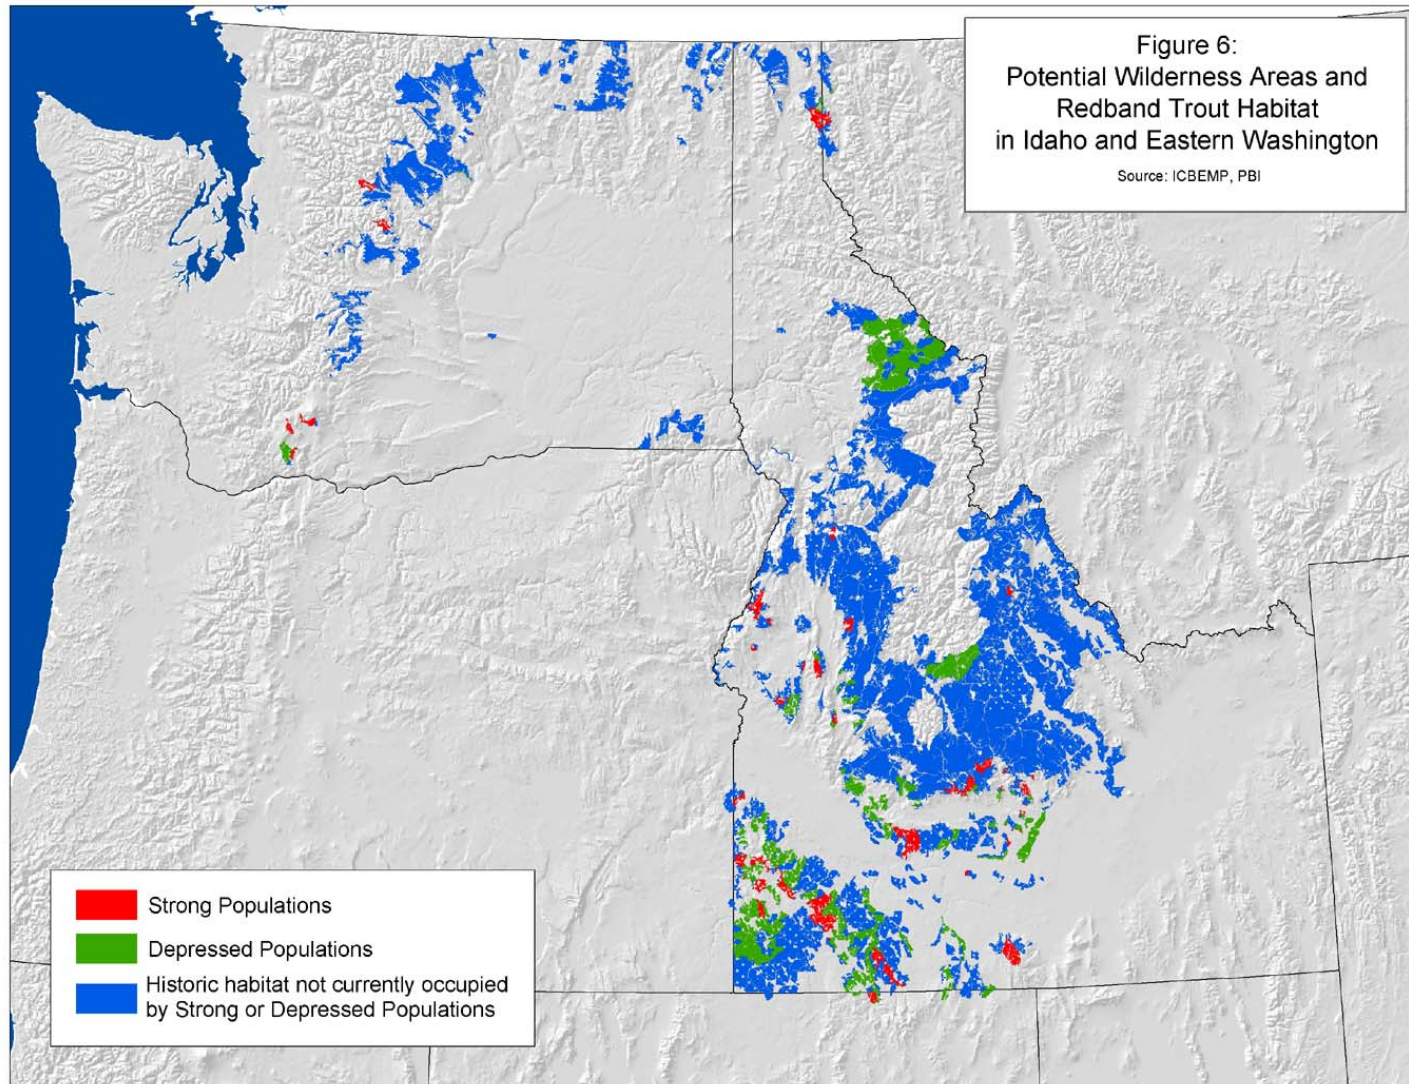 Figure 6:
Potential Wilderness Areas and
Redband Trout Habitat
in Idaho and Eastern Washington
Source: ICBEMP, PBI
Strong Populations
Depressed Populations
Historic habitat not currently occupied
by Strong or Depressed Populations